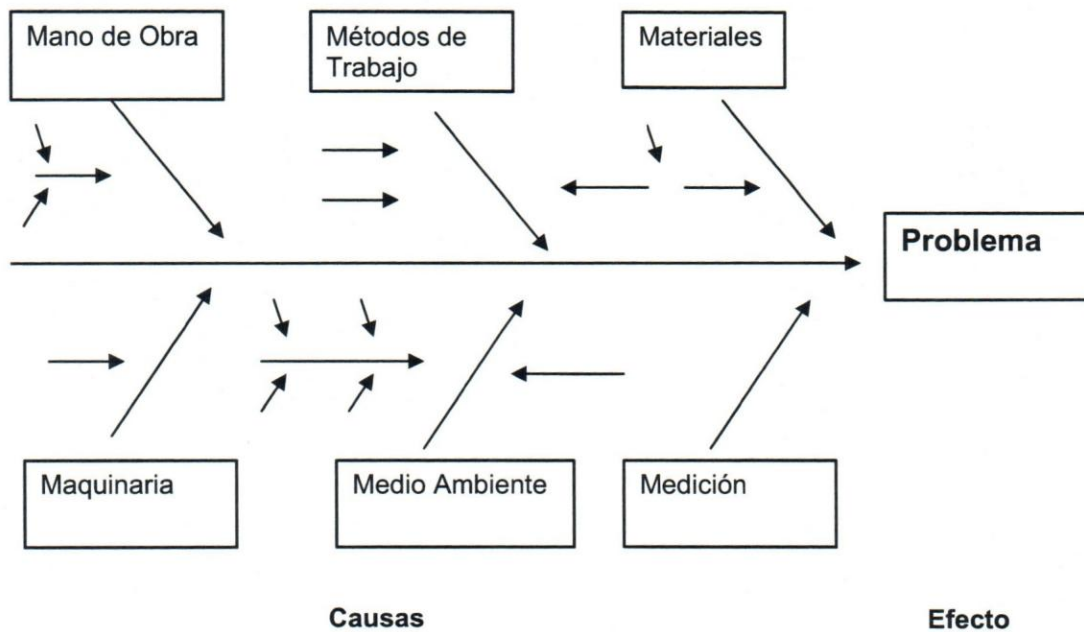 Mano de Obra
Métodos de
Trabajo
Materiales
Problema
Maquinaria
Medio Ambiente
Medición
Causas
Efecto